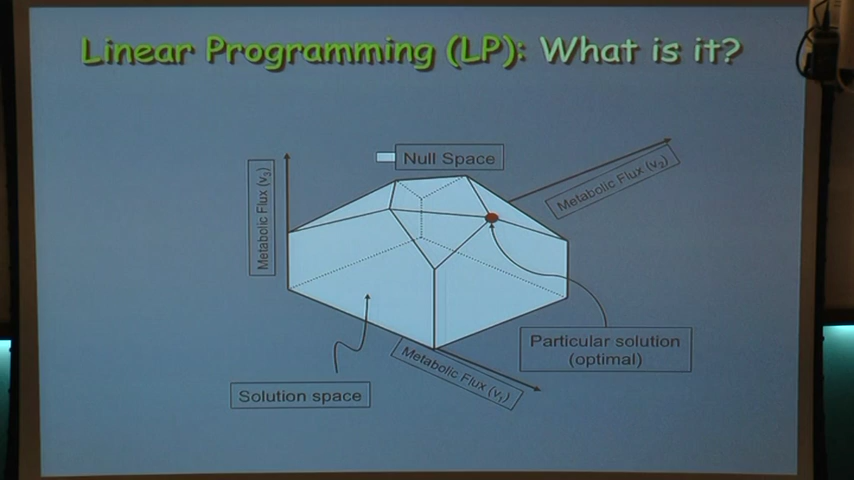 Linear Programming (LP): What is it?
Null Space
Metabolic Flux (v₂)
Metabolic Flux (v₃)
Particular solution
(optimal)
Metabolic Flux (v₁)
Solution space